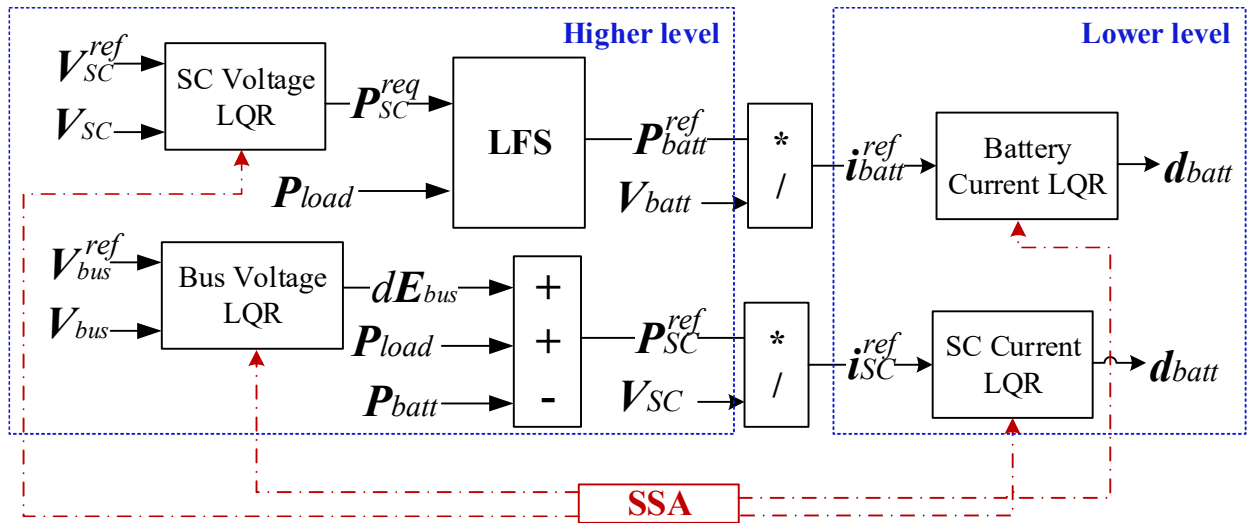 Higher level
Lower level
V_SC^ref
V_SC
SC Voltage
LQR
P_SC^req
P_load
LFS
P_batt^ref
V_batt
*
/
i_batt^ref
Battery
Current LQR
d_batt
V_bus^ref
V_bus
Bus Voltage
LQR
dE_bus
P_load
P_batt
+
+
-
P_SC^ref
V_SC
*
/
i_SC^ref
SC Current
LQR
d_batt
SSA